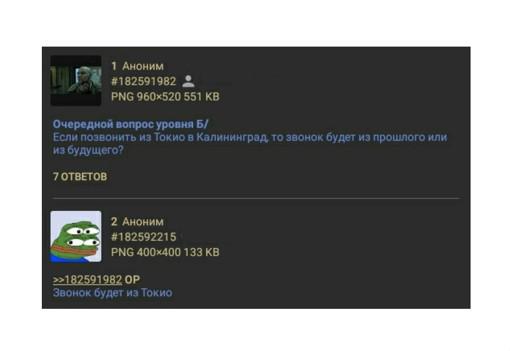 1 Аноним
#182591982
PNG 960×520 551 KB
Очередной вопрос уровня Б/
Если позвонить из Токио в Калининград, то звонок будет из прошлого или
из будущего?
7 ОТВЕТОВ
2 Аноним
#182592215
PNG 400×400 133 KB
>>182591982 OP
Звонок будет из Токио